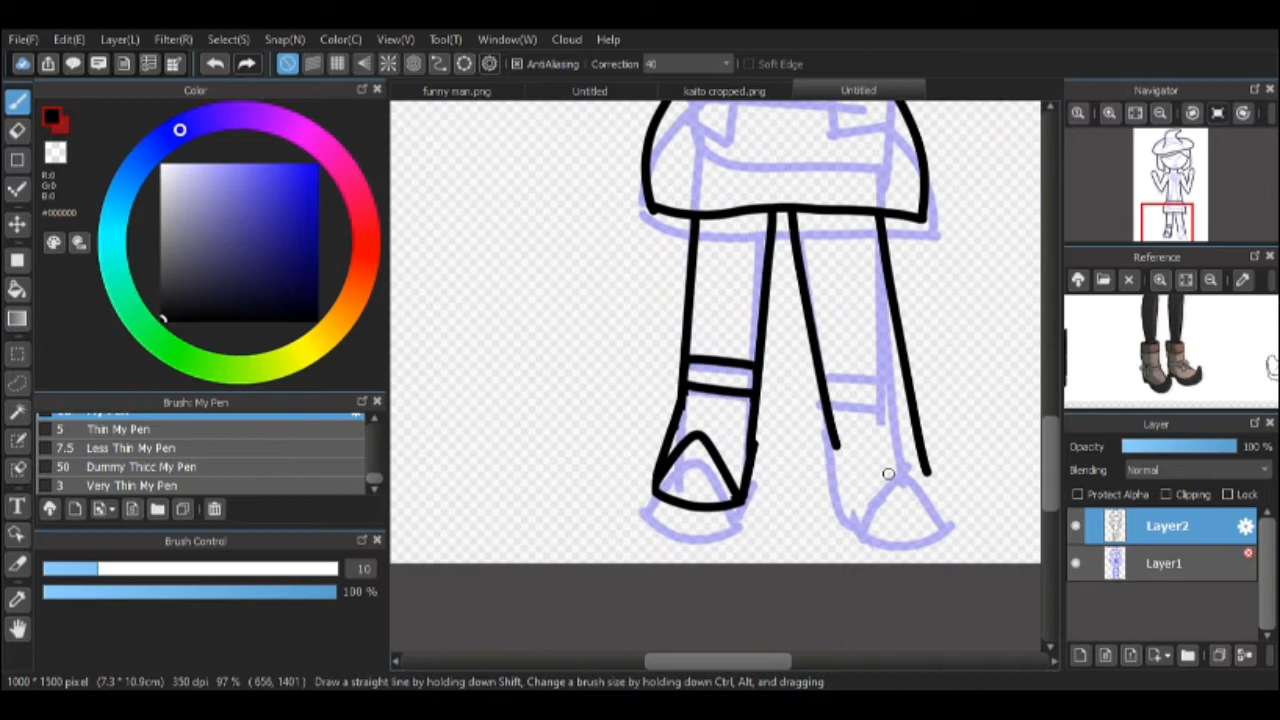 File(F) Edit(E) Layer(L) Filter(R) Select(S) Snap(N) Color(C) View(V) Tool(T) Window(W) Cloud Help
AntiAliasing Correction 40 Soft Edge
Color
funny man.png Untitled kaito cropped.png Untitled
Navigator
R:0
G:0
B:0
#000000
Reference
Brush: My Pen
5 Thin My Pen
7.5 Less Thin My Pen
50 Dummy Thicc My Pen
3 Very Thin My Pen
Brush Control
10
100 %
Layer
Opacity 100 %
Blending Normal
Protect Alpha Clipping Lock
Layer2
Layer1
1000 * 1500 pixel (7.3 * 10.9cm) 350 dpi 97 % ( 656, 1401) Draw a straight line by holding down Shift, Change a brush size by holding down Ctrl, Alt, and dragging